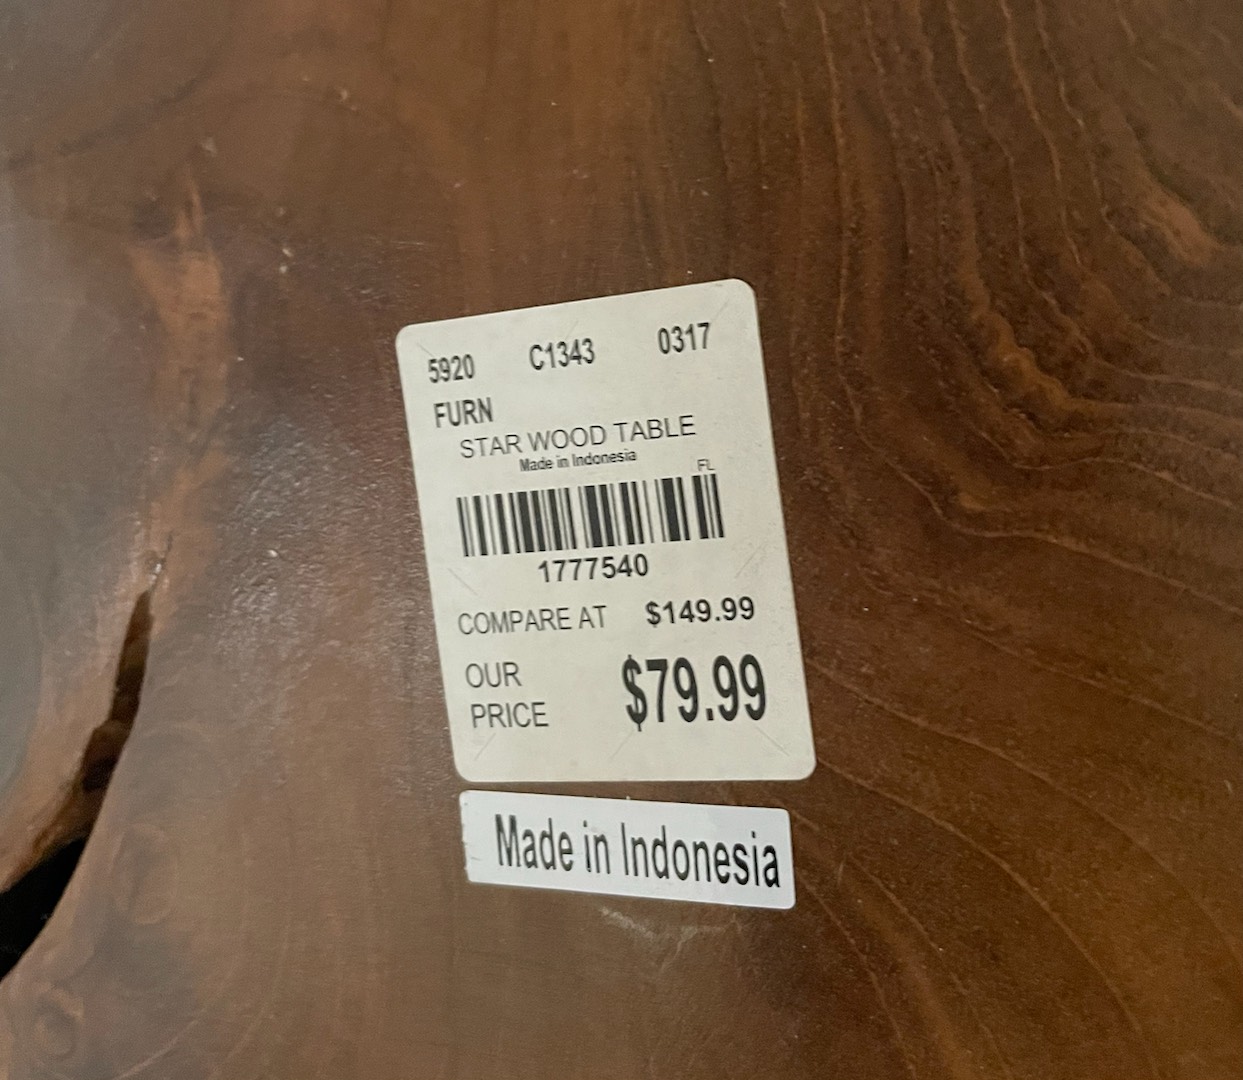 5920 C1343 0317
FURN
STAR WOOD TABLE
Made in Indonesia
FL
1777540
COMPARE AT $149.99
OUR
PRICE $79.99
Made in Indonesia